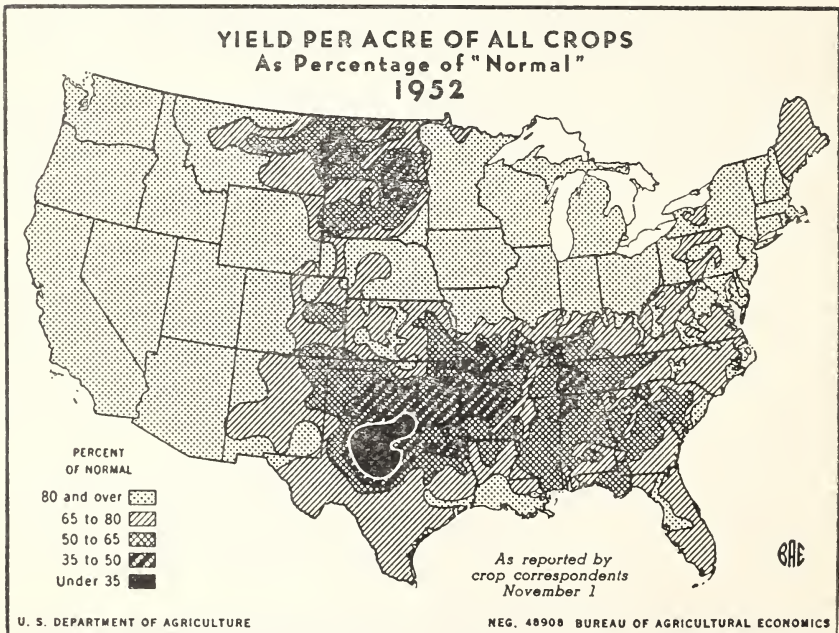 YIELD PER ACRE OF ALL CROPS
As Percentage of "Normal"
1952
PERCENT
OF NORMAL
80 and over
65 to 80
50 to 65
35 to 50
Under 35
As reported by
crop correspondents
November 1
BAE
U. S. DEPARTMENT OF AGRICULTURE
NEG. 48908 BUREAU OF AGRICULTURAL ECONOMICS